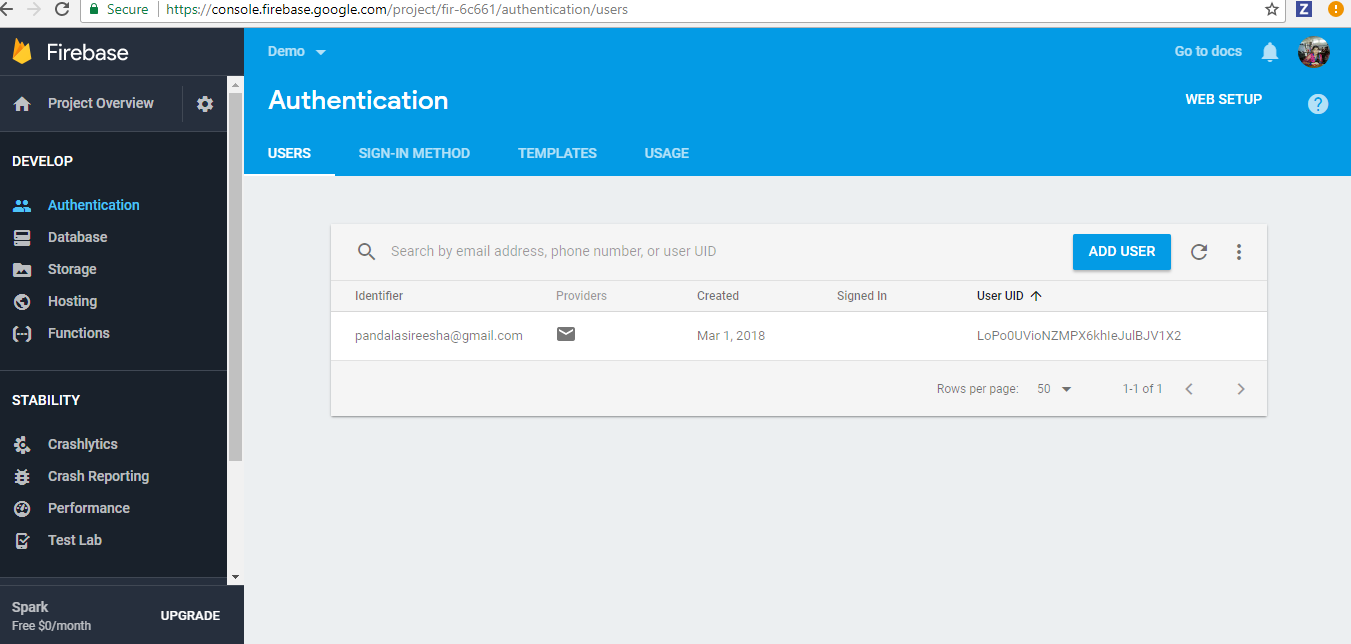 Secure https://console.firebase.google.com/project/fir-6c661/authentication/users
Z
Firebase
Demo
Go to docs
Project Overview
Authentication
WEB SETUP
?
USERS SIGN-IN METHOD TEMPLATES USAGE
DEVELOP
Authentication
Database
Storage
Hosting
Functions
STABILITY
Crashlytics
Crash Reporting
Performance
Test Lab
Spark
Free $0/month
UPGRADE
Search by email address, phone number, or user UID
ADD USER
Identifier Providers Created Signed In User UID
pandalasireesha@gmail.com Mar 1, 2018 LoPo0UVioNZMPX6khIeJulBJV1X2
Rows per page: 50 1-1 of 1